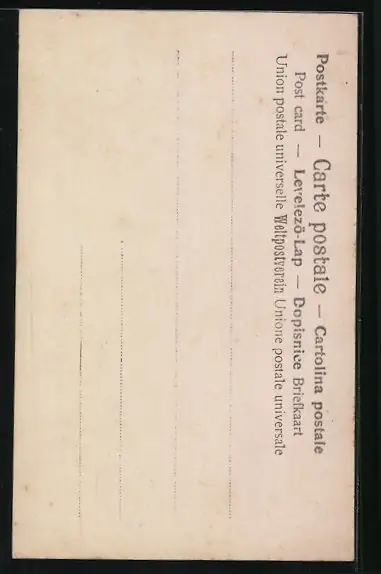 Postkarte — Carte postale — Cartolina postale
Post card — Levelező-Lap — Dopisnice Briefkaart
Union postale universelle Weltpostverein Unione postale universale